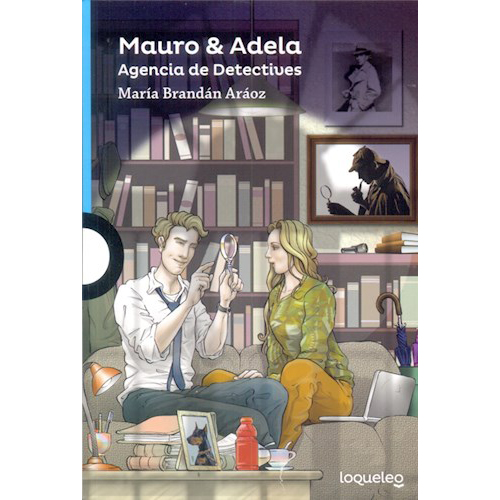 Mauro & Adela
Agencia de Detectives
María Brandán Aráoz
loqueleo